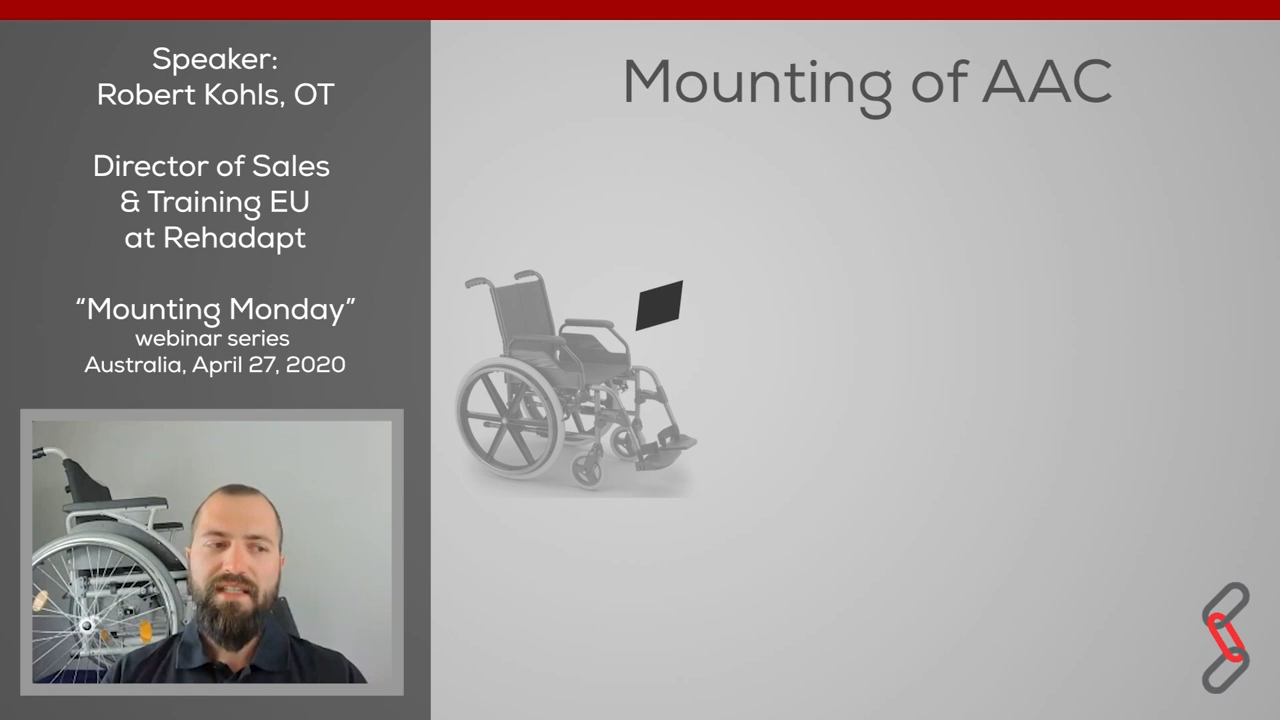 Speaker:
Robert Kohls, OT
Director of Sales
& Training EU
at Rehadapt
“Mounting Monday”
webinar series
Australia, April 27, 2020
Mounting of AAC